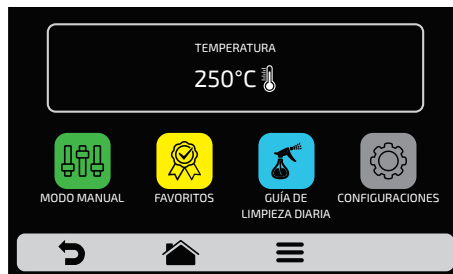 TEMPERATURA
250°C
MODO MANUAL
FAVORITOS
GUÍA DE
LIMPIEZA DIARIA
CONFIGURACIONES